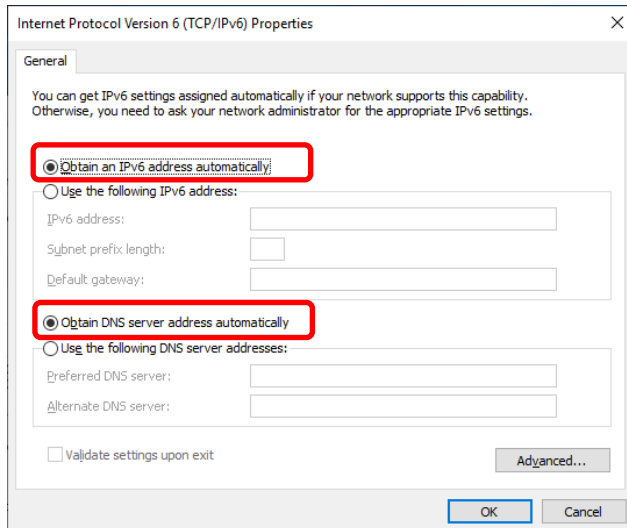 Internet Protocol Version 6 (TCP/IPv6) Properties
General
You can get IPv6 settings assigned automatically if your network supports this capability.
Otherwise, you need to ask your network administrator for the appropriate IPv6 settings.
Obtain an IPv6 address automatically
Use the following IPv6 address:
IPv6 address:
Subnet prefix length:
Default gateway:
Obtain DNS server address automatically
Use the following DNS server addresses:
Preferred DNS server:
Alternate DNS server:
Validate settings upon exit
Advanced...
OK
Cancel